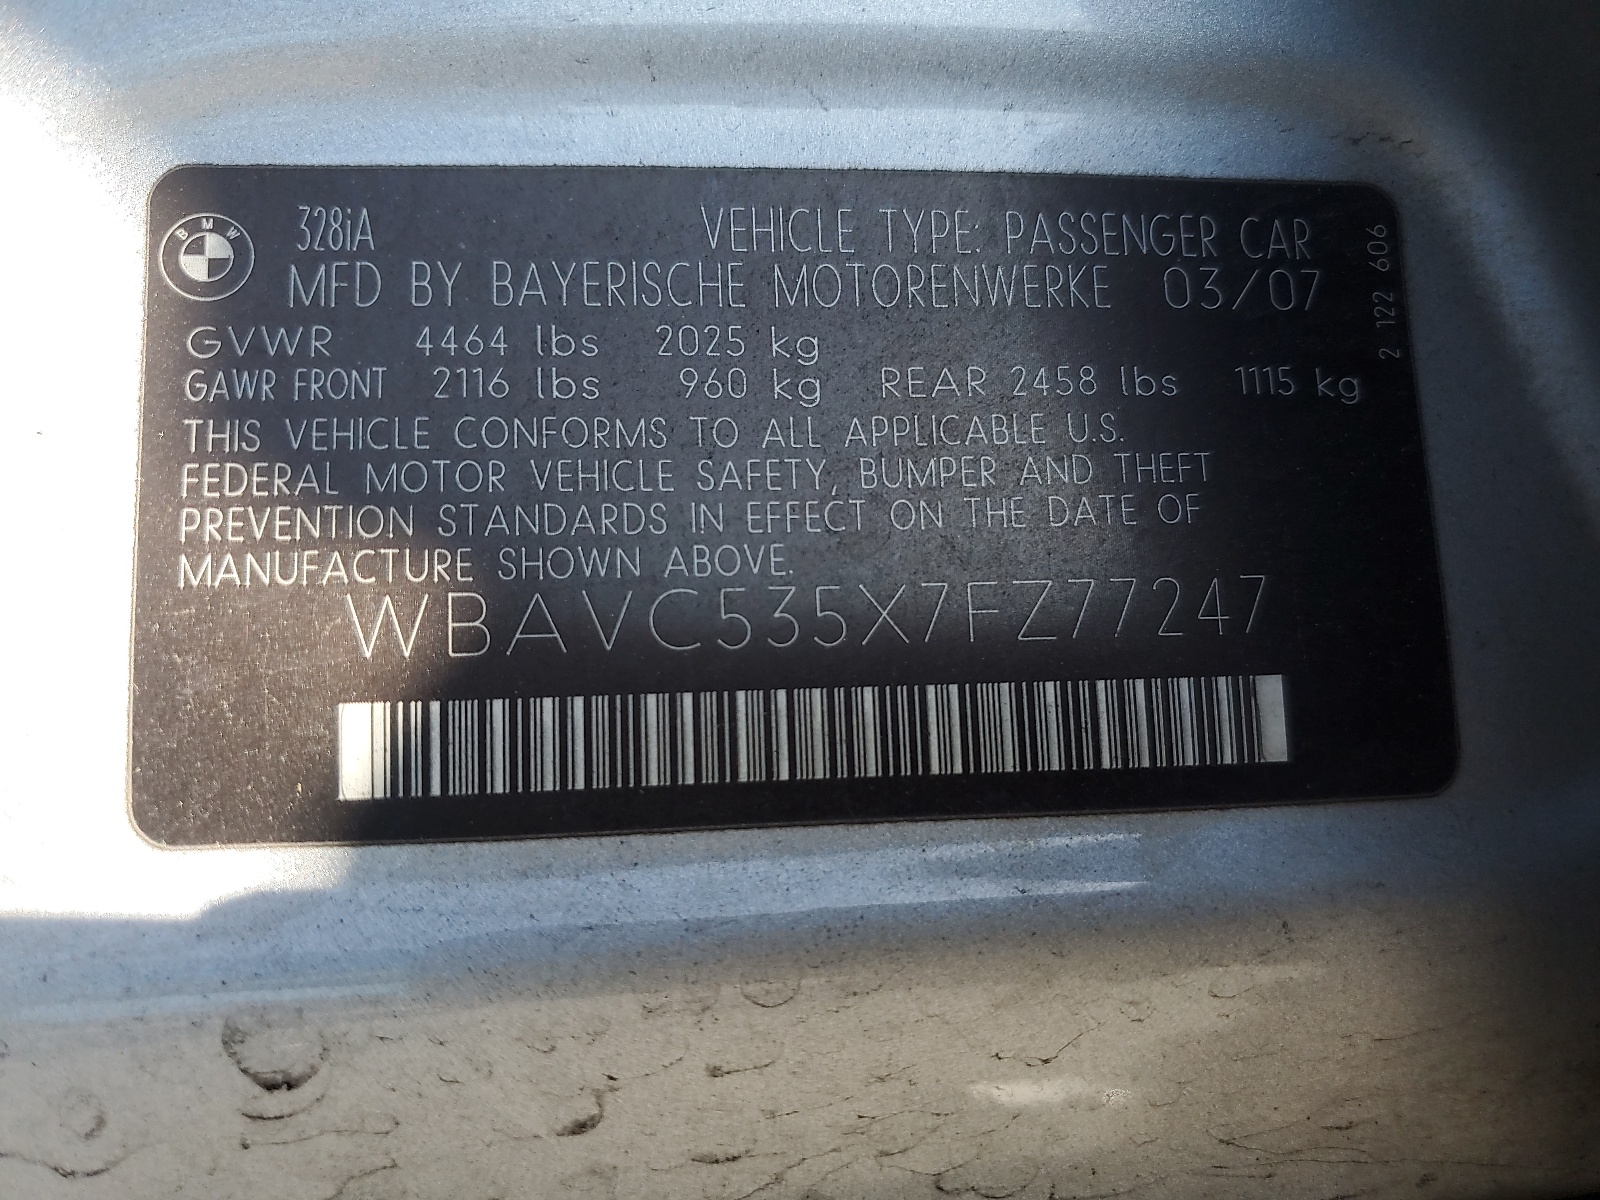 BMW
328iA VEHICLE TYPE: PASSENGER CAR
MFD BY BAYERISCHE MOTORENWERKE 03/07
GVWR 4464 lbs 2025 kg
GAWR FRONT 2116 lbs 960 kg REAR 2458 lbs 1115 kg
THIS VEHICLE CONFORMS TO ALL APPLICABLE U.S.
FEDERAL MOTOR VEHICLE SAFETY, BUMPER AND THEFT
PREVENTION STANDARDS IN EFFECT ON THE DATE OF
MANUFACTURE SHOWN ABOVE.
WBAVC535X7FZ77247
2 122 606